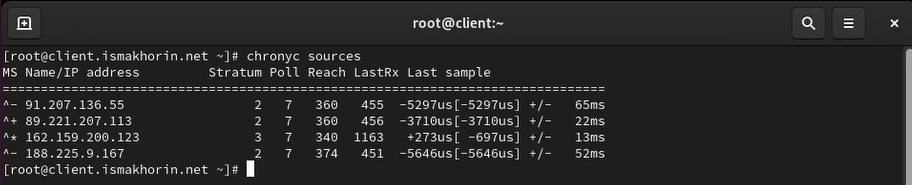 root@client:~
[root@client.ismakhorin.net ~]# chronyc sources
MS Name/IP address         Stratum Poll Reach LastRx Last sample
===============================================================================
^- 91.207.136.55                 2   7   360   455  -5297us[-5297us] +/-   65ms
^+ 89.221.207.113                2   7   360   456  -3710us[-3710us] +/-   22ms
^* 162.159.200.123               3   7   340  1163   +273us[ -697us] +/-   13ms
^- 188.225.9.167                 2   7   374   451  -5646us[-5646us] +/-   52ms
[root@client.ismakhorin.net ~]#